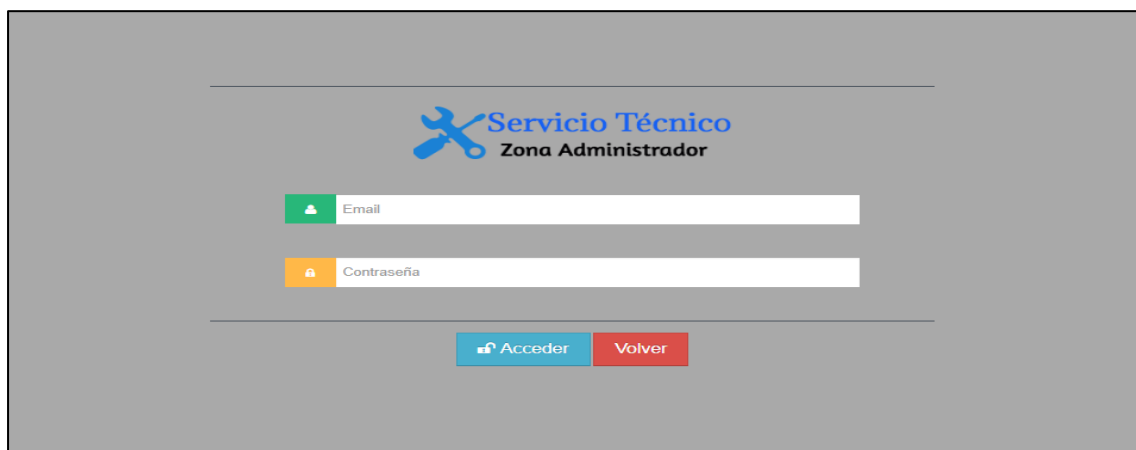 Servicio Técnico
Zona Administrador
Email
Contraseña
Acceder Volver